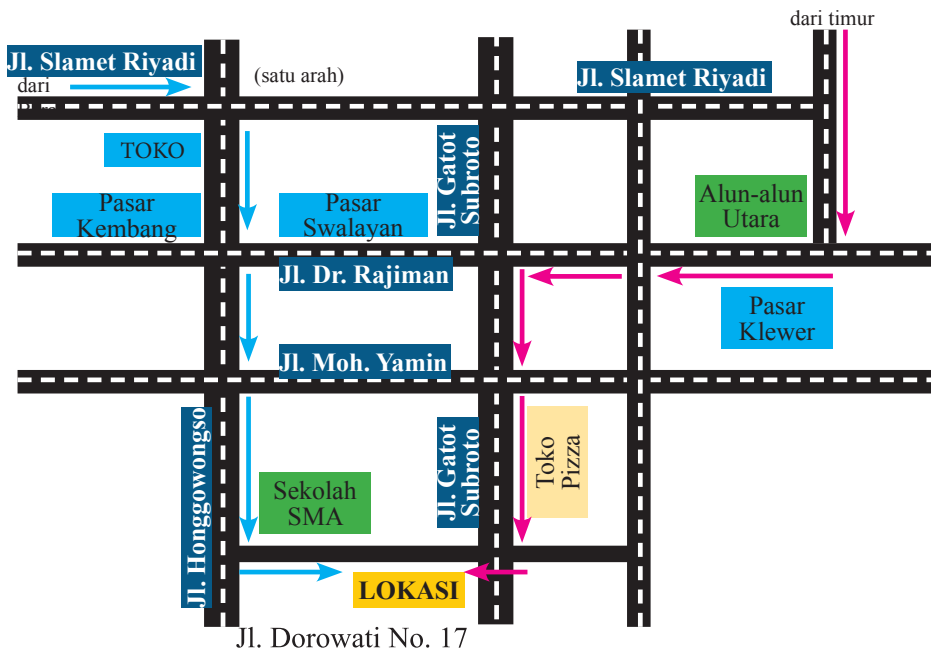 dari timur
Jl. Slamet Riyadi
(satu arah)
Jl. Slamet Riyadi
dari
TOKO
Jl. Gatot
Subroto
Pasar
Kembang
Pasar
Swalayan
Alun-alun
Utara
Jl. Dr. Rajiman
Pasar
Klewer
Jl. Moh. Yamin
Jl. Honggowongso
Jl. Gatot
Subroto
Toko
Pizza
Sekolah
SMA
LOKASI
Jl. Dorowati No. 17